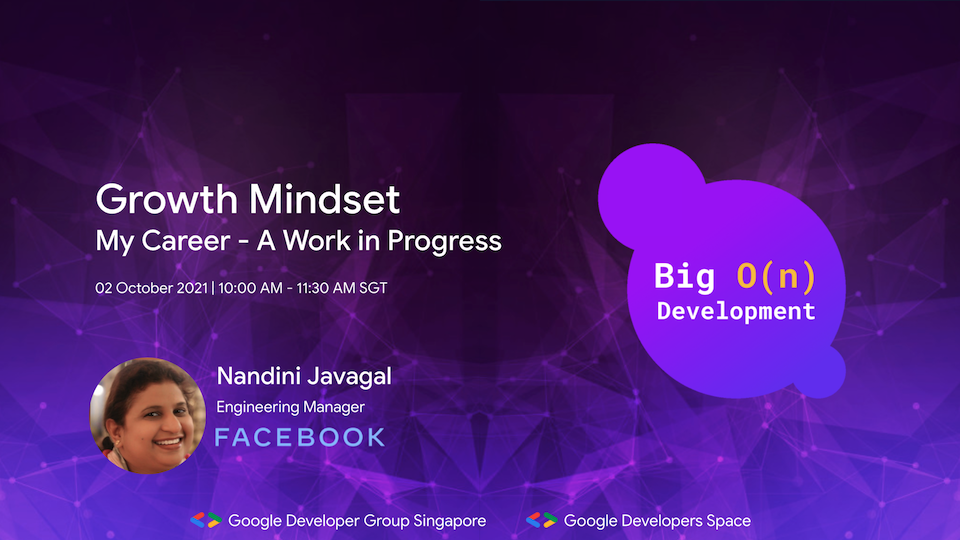 Growth Mindset
My Career - A Work in Progress
02 October 2021 | 10:00 AM - 11:30 AM SGT
Big O(n)
Development
Nandini Javagal
Engineering Manager
FACEBOOK
Google Developer Group Singapore
Google Developers Space